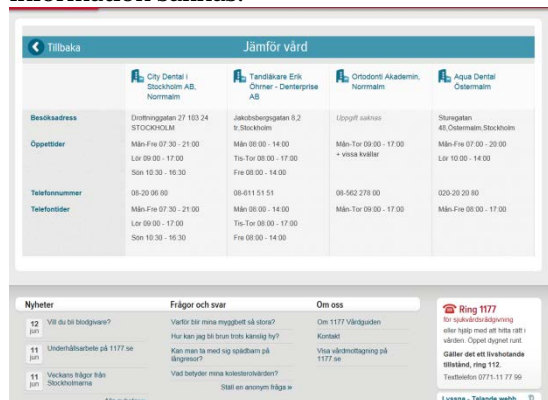 Tillbaka
Jämför vård
City Dental i
Stockholm AB,
Norrmalm
Tandläkare Erik
Öhrner - Denterprise
AB
Ortodonti Akademin,
Norrmalm
Aqua Dental
Östermalm
Besöksadress
Drottninggatan 27 103 24
STOCKHOLM
Jakobsbergsgatan 8,2
tr,Stockholm
Uppgift saknas
Sturegatan
48,Östermalm,Stockholm
Öppettider
Mån-Fre 07:30 - 21:00
Lör 09:00 - 17:00
Sön 10:30 - 16:30
Mån 08:00 - 14:00
Tis-Tor 08:00 - 17:00
Fre 08:00 - 14:00
Mån-Tor 09:00 - 17:00
+ vissa kvällar
Mån-Fre 07:00 - 20:00
Lör 10:00 - 14:00
Telefonnummer
08-20 06 80
08-611 51 51
08-562 278 00
020-20 20 80
Telefontider
Mån-Fre 07:30 - 21:00
Lör 09:00 - 17:00
Sön 10:30 - 16:30
Mån 08:00 - 14:00
Tis-Tor 08:00 - 17:00
Fre 08:00 - 14:00
Mån-Tor 09:00 - 17:00
Mån-Fre 08:00 - 17:00
Nyheter
12
jun
Vill du bli blodgivare?
11
jun
Underhållsarbete på 1177.se
11
jun
Veckans frågor från
Stockholmarna
Frågor och svar
Varför blir mina myggbett så stora?
Hur kan jag bli brun trots känslig hy?
Kan man ta med sig spädbarn på
långresor?
Vad betyder mina kolesterolvärden?
Ställ en anonym fråga »
Om oss
Om 1177 Vårdguiden
Kontakt
Visa vårdmottagning på
1177.se
Ring 1177
för sjukvårdsrådgivning
eller hjälp med att hitta rätt i
vården. Öppet dygnet runt.
Gäller det ett livshotande
tillstånd, ring 112.
Texttelefon 0771-11 77 99
Lyssna - Talande webb